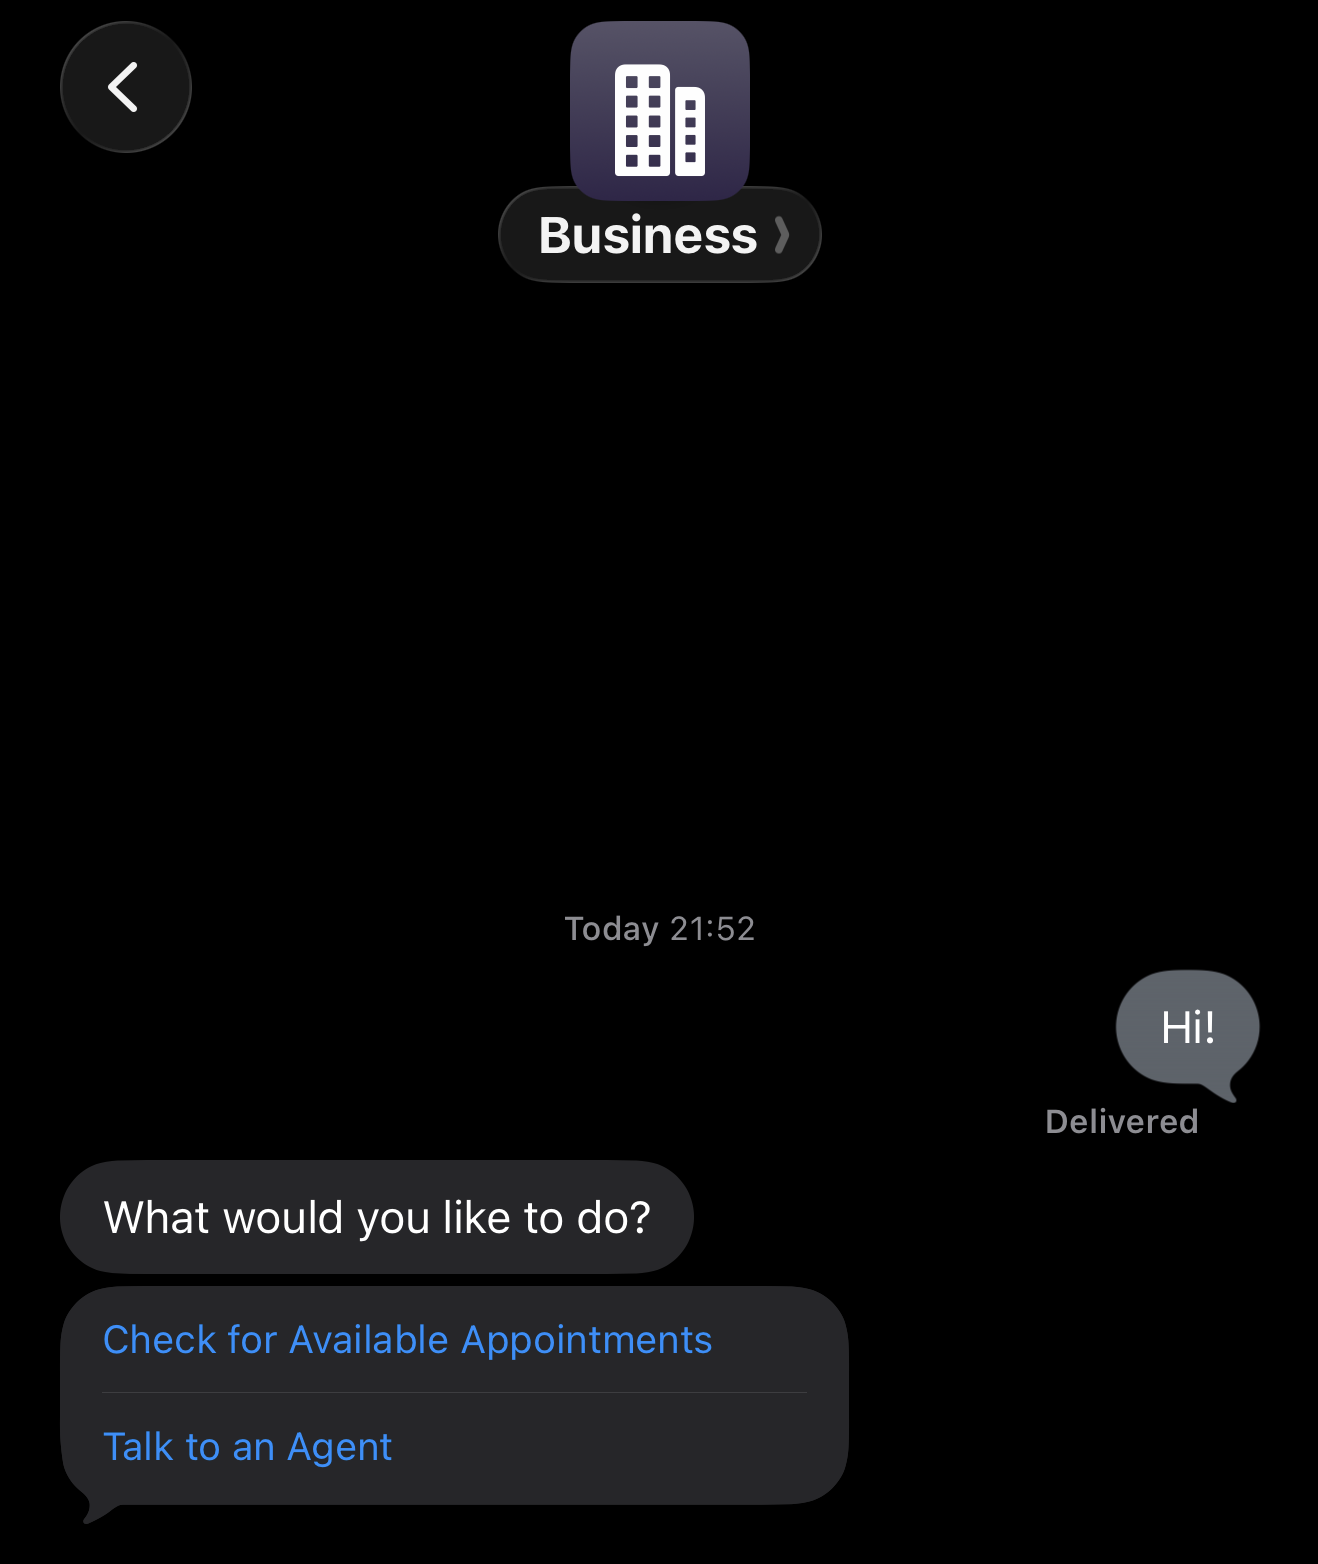 Business
Today 21:52
Hi!
Delivered
What would you like to do?
Check for Available Appointments
Talk to an Agent